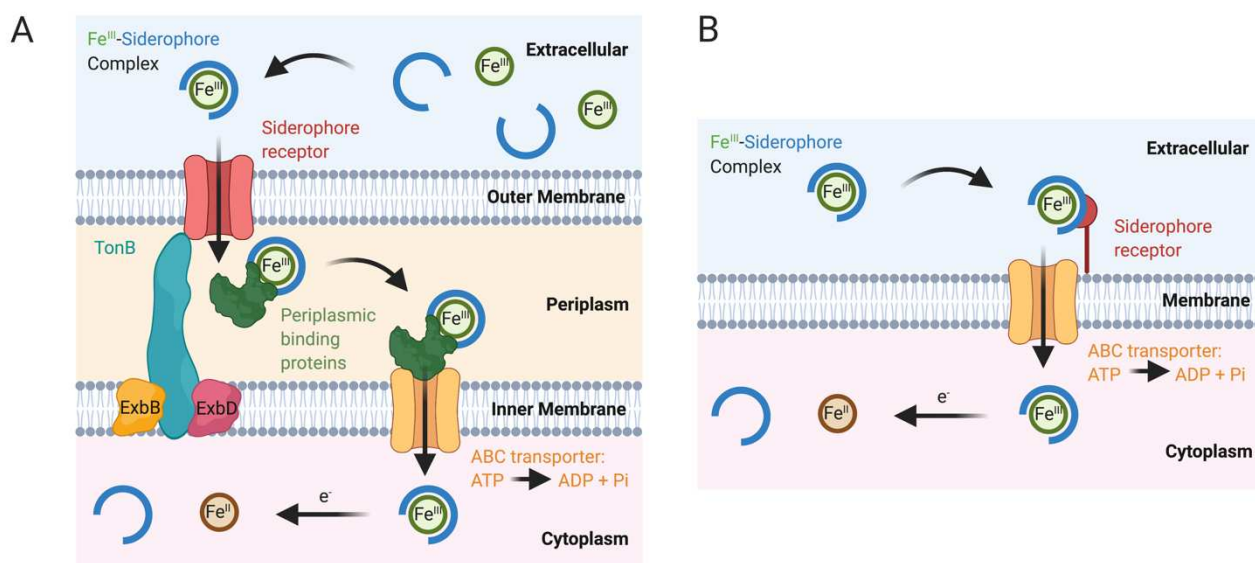 A
Fe^III-Siderophore
Complex
Extracellular
Fe^III
Fe^III
Fe^III
Siderophore
receptor
Outer Membrane
TonB
Fe^III
Periplasmic
binding
proteins
Fe^III
Periplasm
ExbB
ExbD
Inner Membrane
ABC transporter:
ATP ADP + Pi
Fe^II
e-
Fe^III
Cytoplasm
B
Fe^III-Siderophore
Complex
Extracellular
Fe^III
Fe^III
Siderophore
receptor
Membrane
ABC transporter:
ATP ADP + Pi
Fe^II
e-
Fe^III
Cytoplasm